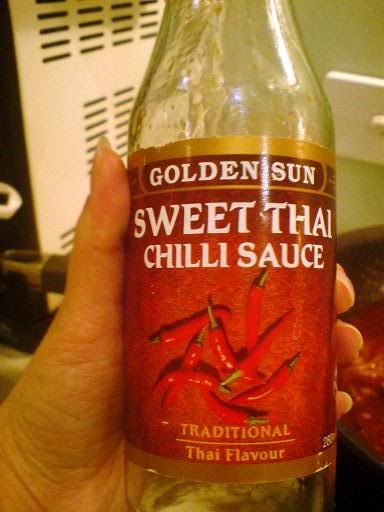 GOLDEN SUN
SWEET THAI
CHILLI SAUCE
TRADITIONAL
Thai Flavour